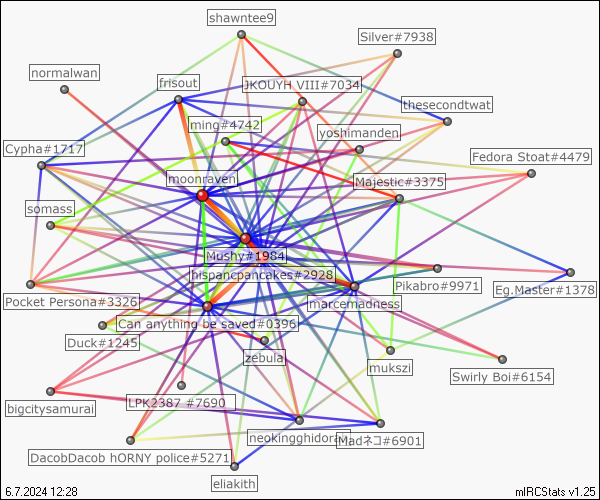 shawntee9
Silver#7938
normalwan
frisout
JKOUYH VIII#7034
thesecondtwat
ming#4742
yoshimanden
Cypha#1717
Fedora Stoat#4479
moonraven
Majestic#3375
somass
Mushy#1984
hispancpancakes#2928
Pikabro#9971
Eg.Master#1378
Pocket Persona#3326
marcemadness
Can anything be saved#0396
Duck#1245
zebula
mukszi
Swirly Boi#6154
bigcitysamurai
LPK2387 #7690
neokingghidora
Madネコ#6901
DacobDacob hORNY police#5271
eliakith
6.7.2024 12:28
mIRCStats v1.25